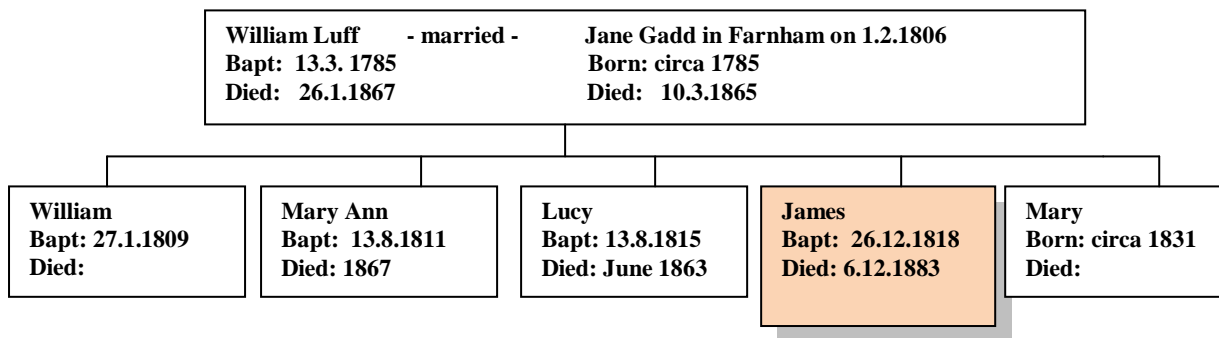 William Luff - married - Jane Gadd in Farnham on 1.2.1806
Bapt: 13.3. 1785 Born: circa 1785
Died: 26.1.1867 Died: 10.3.1865
William
Bapt: 27.1.1809
Died:
Mary Ann
Bapt: 13.8.1811
Died: 1867
Lucy
Bapt: 13.8.1815
Died: June 1863
James
Bapt: 26.12.1818
Died: 6.12.1883
Mary
Born: circa 1831
Died: